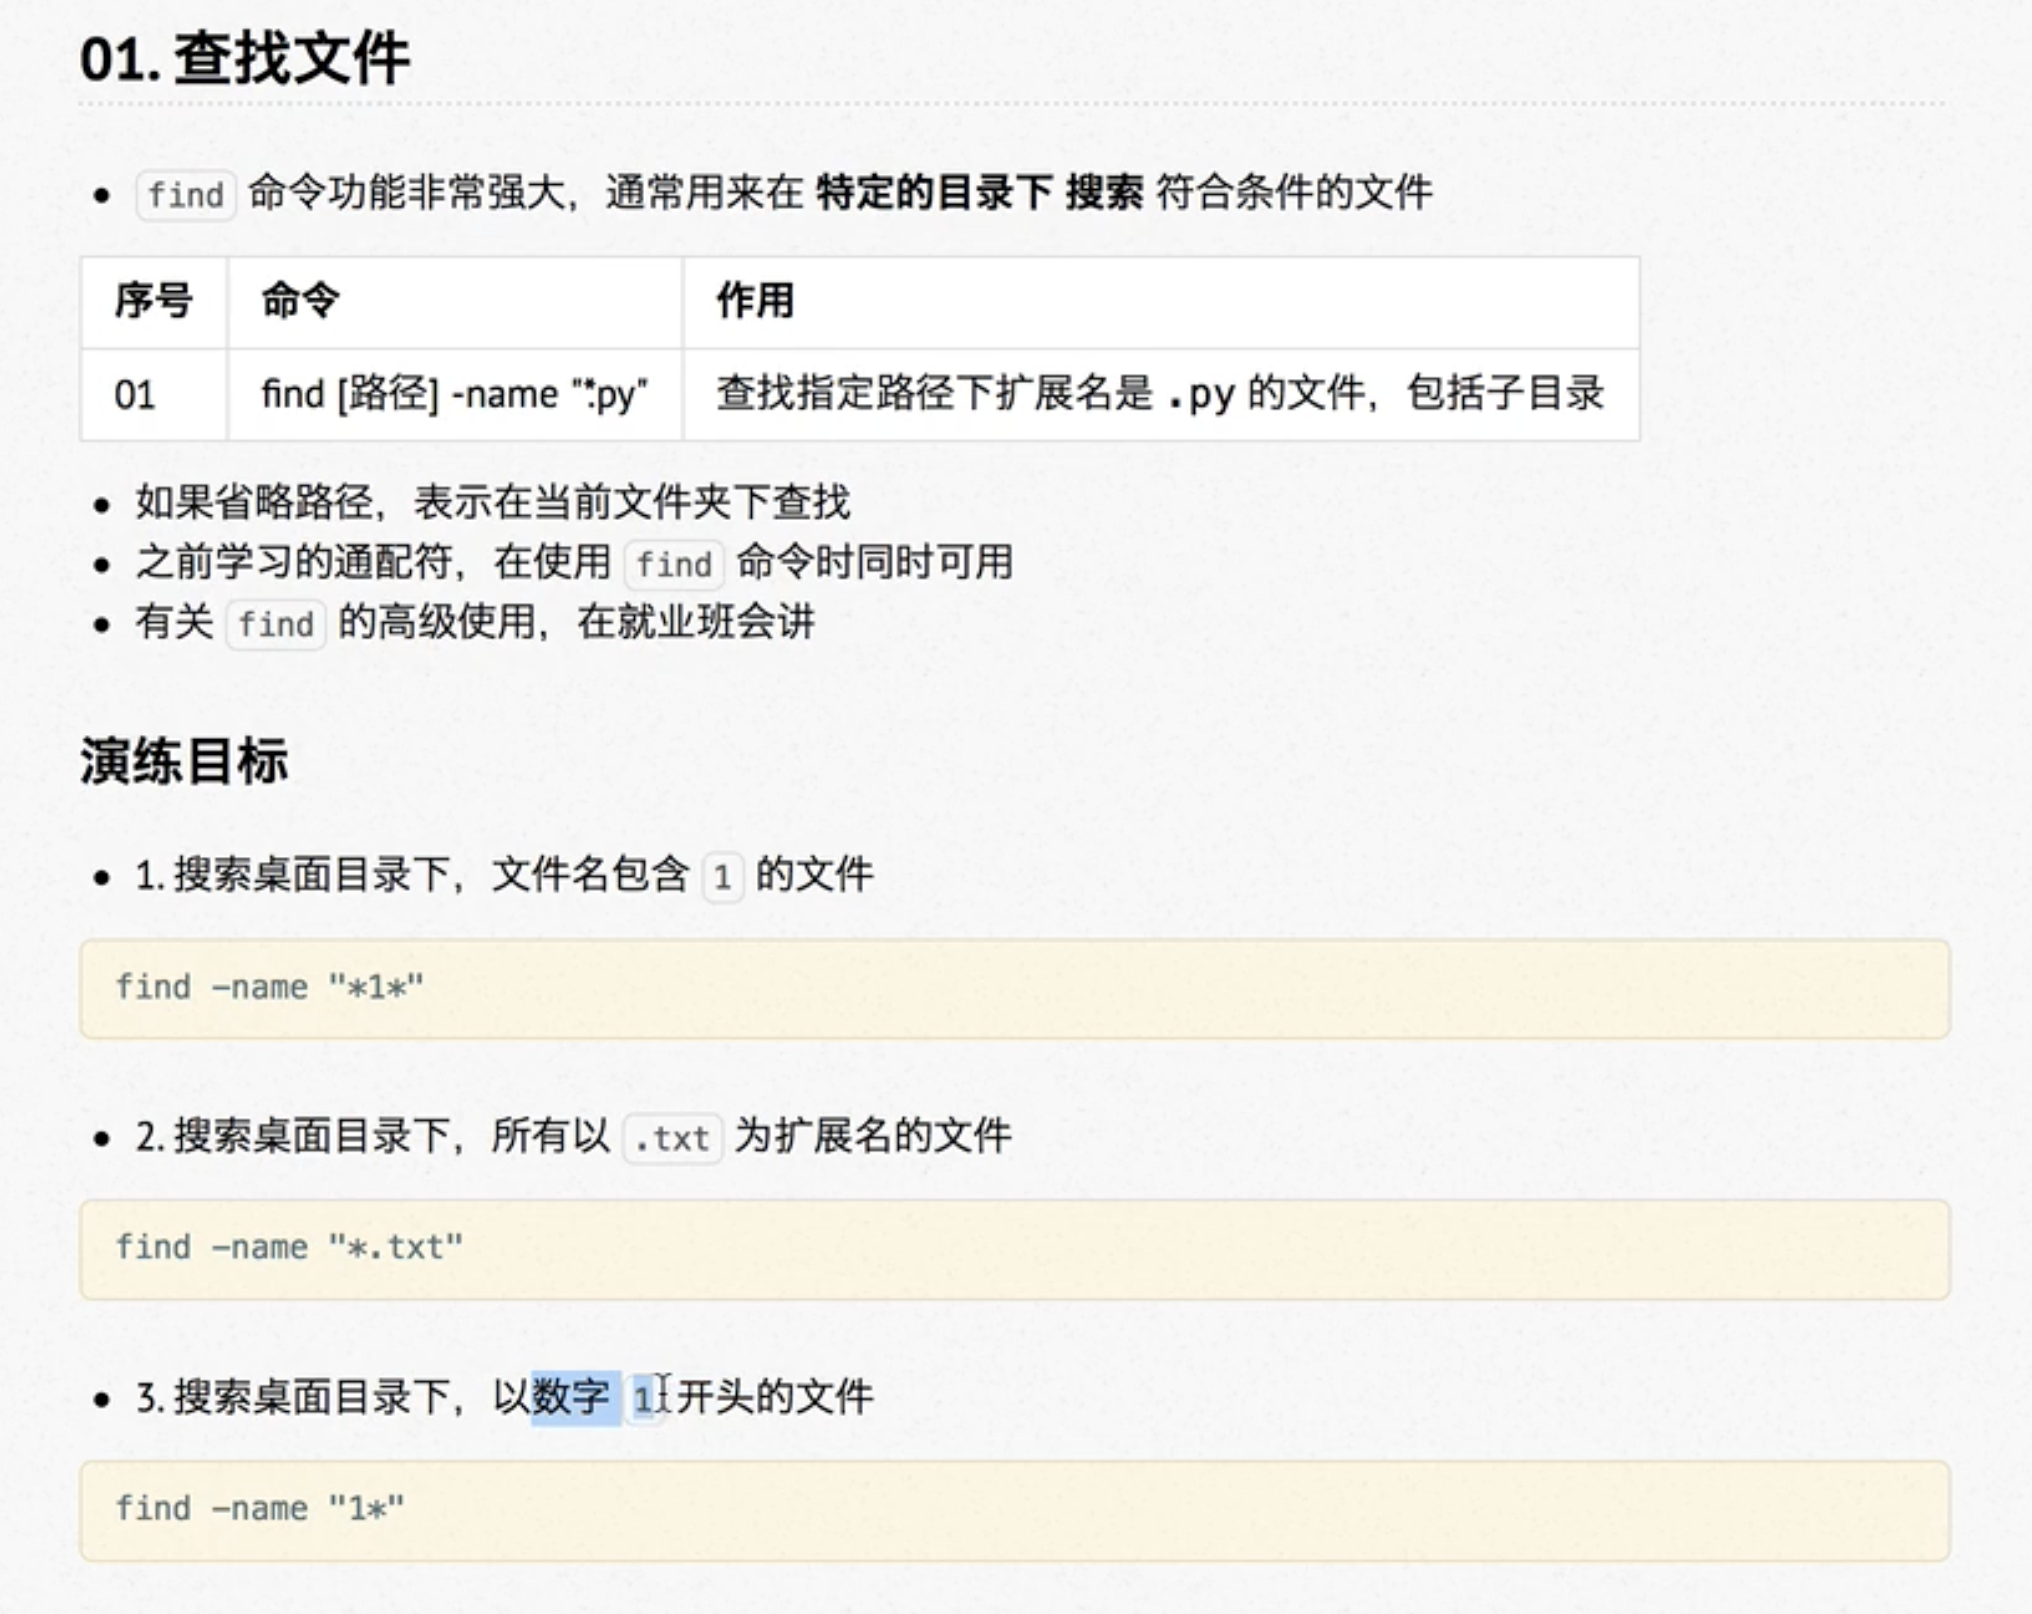 01. 查找文件
• find 命令功能非常强大，通常用来在 特定的目录下 搜索 符合条件的文件
序号 命令 作用
01 find [路径] -name "*.py" 查找指定路径下扩展名是 .py 的文件，包括子目录
• 如果省略路径，表示在当前文件夹下查找
• 之前学习的通配符，在使用 find 命令时同时可用
• 有关 find 的高级使用，在就业班会讲
演练目标
• 1. 搜索桌面目录下，文件名包含 1 的文件
find -name "*1*"
• 2. 搜索桌面目录下，所有以 .txt 为扩展名的文件
find -name "*.txt"
• 3. 搜索桌面目录下，以数字 1 开头的文件
find -name "1*"